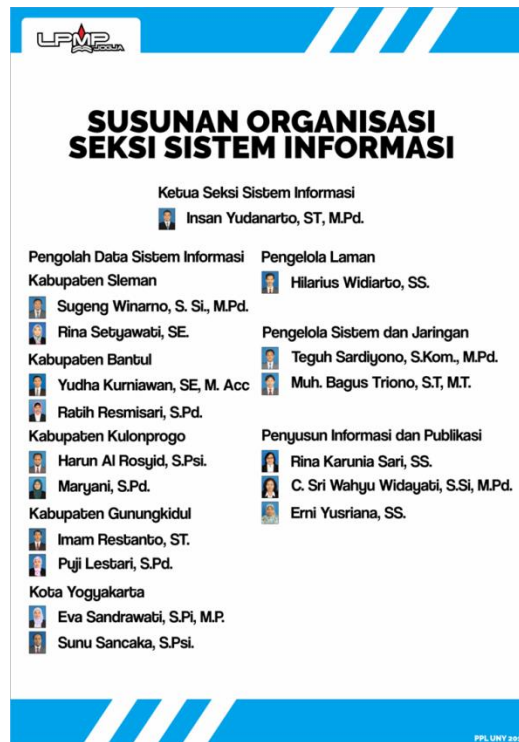 LPMP
JOGJA
SUSUNAN ORGANISASI
SEKSI SISTEM INFORMASI
Ketua Seksi Sistem Informasi
Insan Yudanarto, ST, M.Pd.
Pengolah Data Sistem Informasi
Kabupaten Sleman
Sugeng Winarno, S. Si., M.Pd.
Rina Setyawati, SE.
Kabupaten Bantul
Yudha Kurniawan, SE, M. Acc
Ratih Resmisari, S.Pd.
Kabupaten Kulonprogo
Harun Al Rosyid, S.Psi.
Maryani, S.Pd.
Kabupaten Gunungkidul
Imam Restanto, ST.
Puji Lestari, S.Pd.
Kota Yogyakarta
Eva Sandrawati, S.Pi, M.P.
Sunu Sancaka, S.Psi.
Pengelola Laman
Hilarius Widiarto, SS.
Pengelola Sistem dan Jaringan
Teguh Sardiyono, S.Kom., M.Pd.
Muh. Bagus Triono, S.T, M.T.
Penyusun Informasi dan Publikasi
Rina Karunia Sari, SS.
C. Sri Wahyu Widayati, S.Si, M.Pd.
Erni Yusriana, SS.
PPL UNY